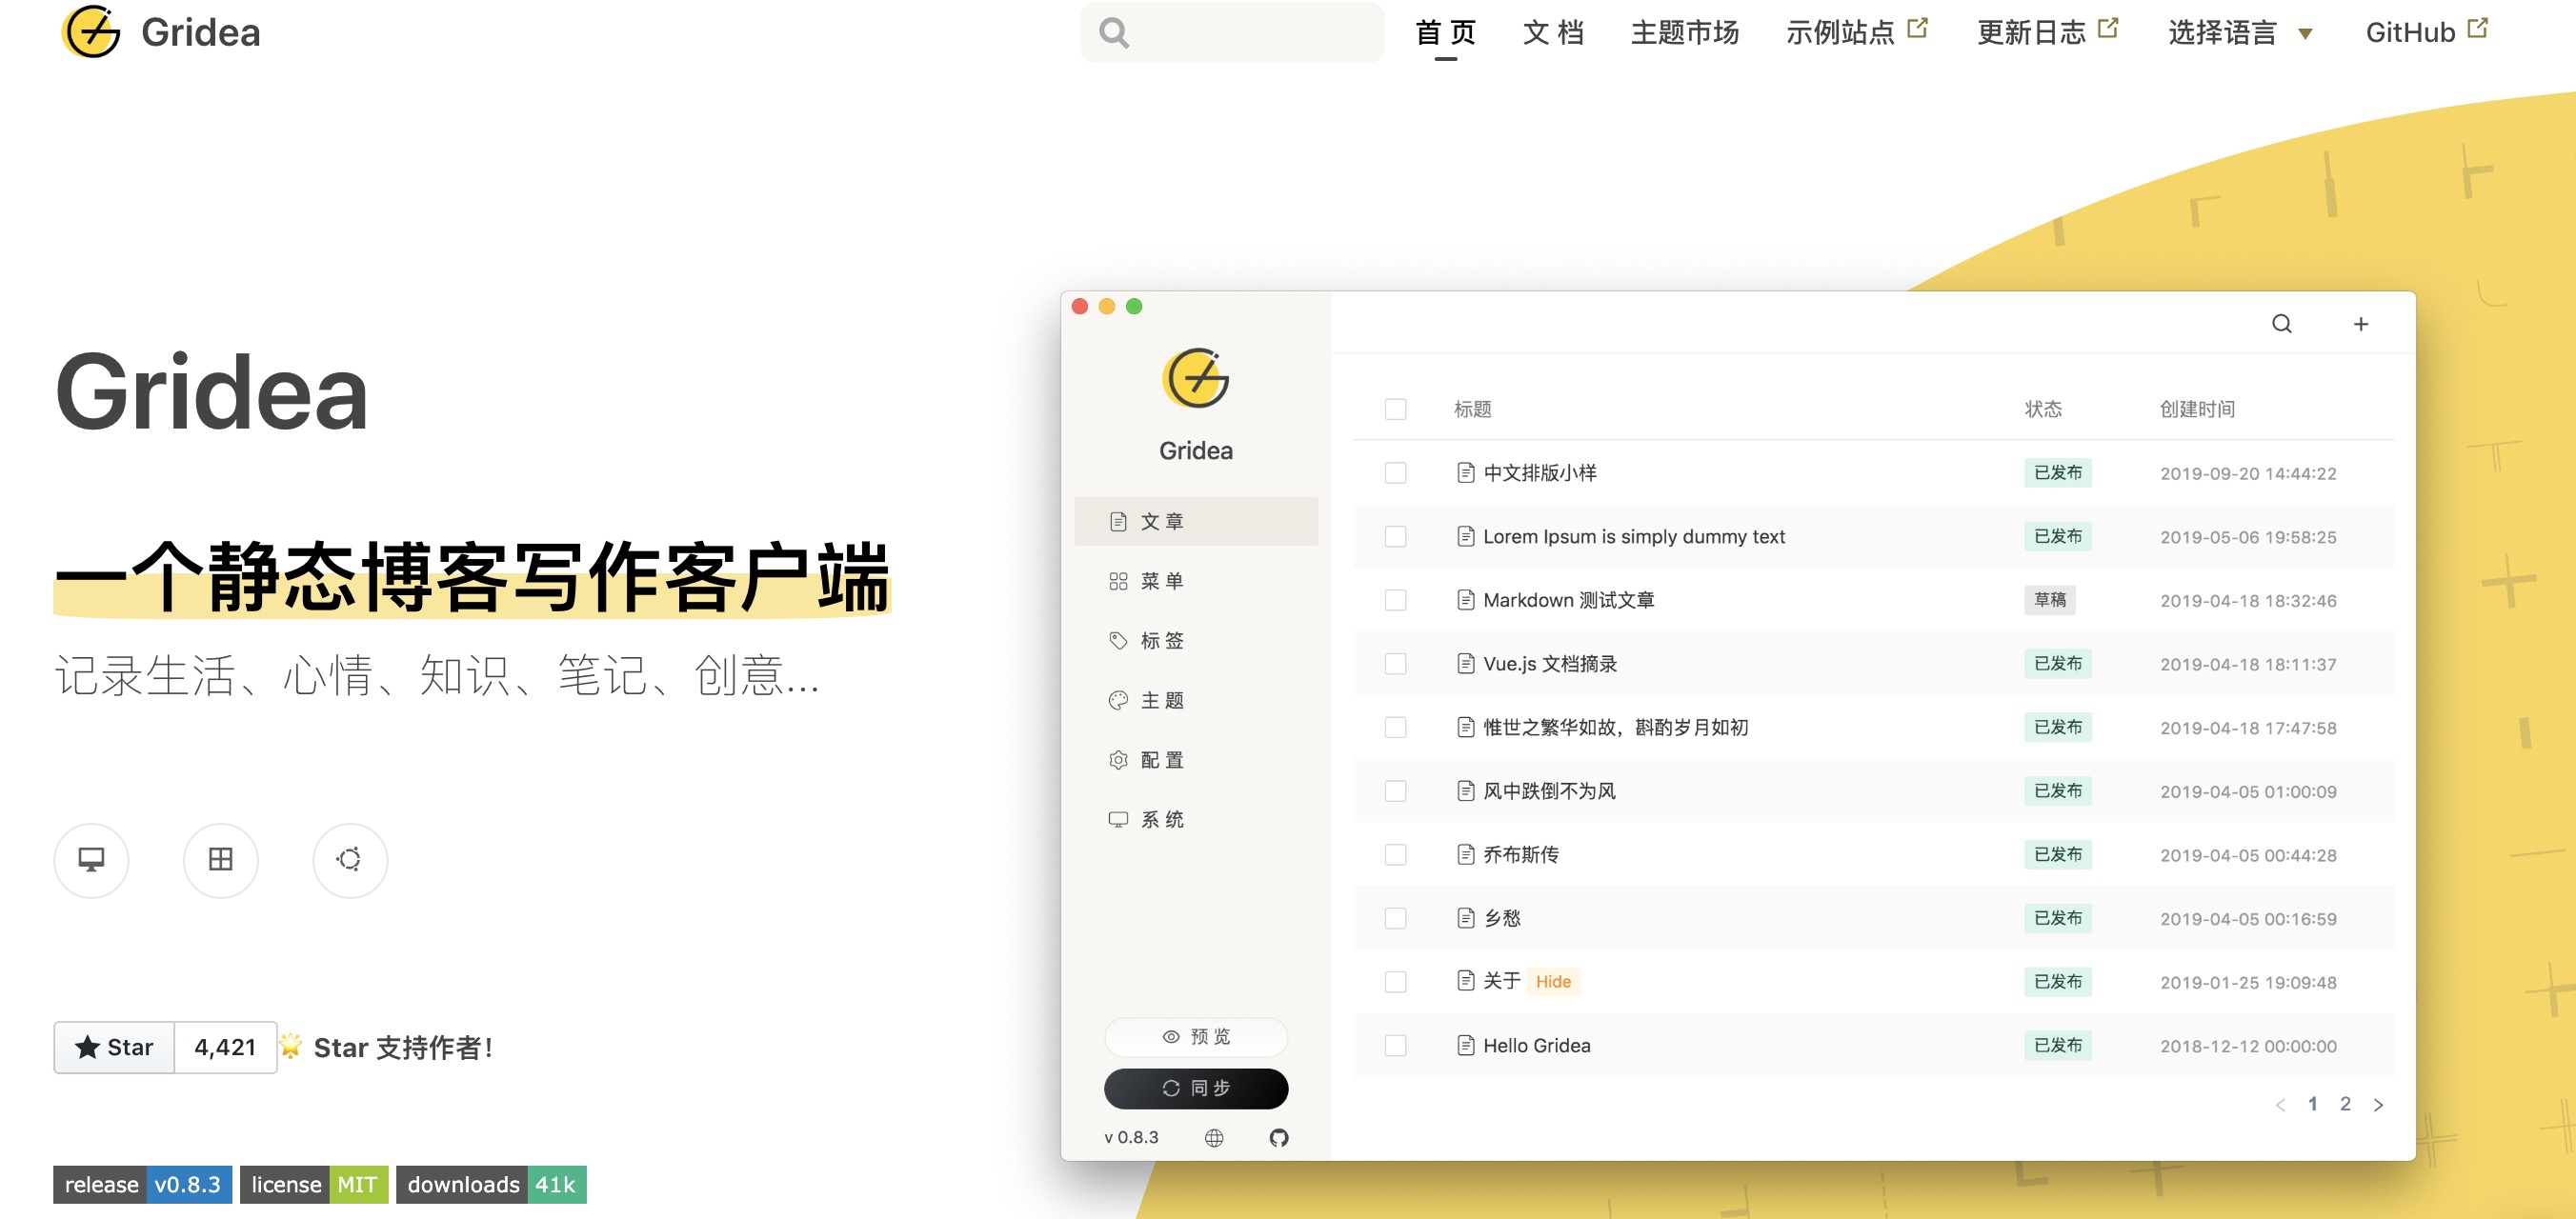 Gridea
首 页 文 档 主题市场 示例站点 更新日志 选择语言 GitHub
Gridea
一个静态博客写作客户端
记录生活、心情、知识、笔记、创意...
Star 4,421 🌟 Star 支持作者！
release v0.8.3 license MIT downloads 41k
Gridea
文 章
菜 单
标 签
主 题
配 置
系 统
预 览
同 步
v 0.8.3
标题 状态 创建时间
中文排版小样 已发布 2019-09-20 14:44:22
Lorem Ipsum is simply dummy text 已发布 2019-05-06 19:58:25
Markdown 测试文章 草稿 2019-04-18 18:32:46
Vue.js 文档摘录 已发布 2019-04-18 18:11:37
惟世之繁华如故，斟酌岁月如初 已发布 2019-04-18 17:47:58
风中跌倒不为风 已发布 2019-04-05 01:00:09
乔布斯传 已发布 2019-04-05 00:44:28
乡愁 已发布 2019-04-05 00:16:59
关于 Hide 已发布 2019-01-25 19:09:48
Hello Gridea 已发布 2018-12-12 00:00:00
< 1 2 >